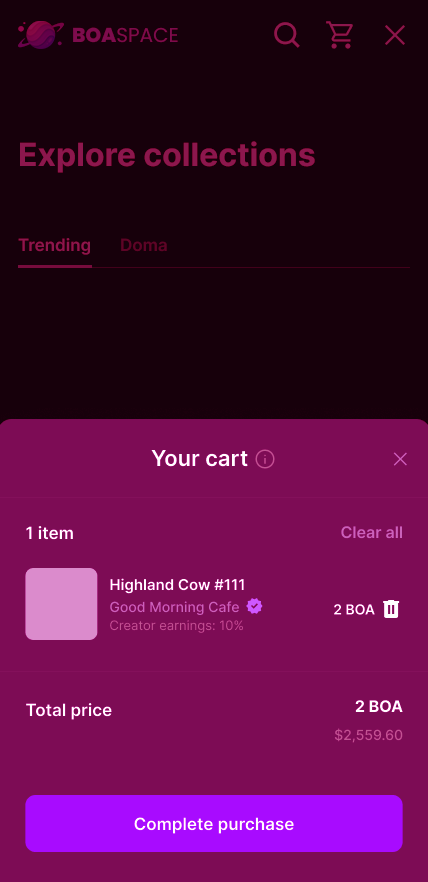 BOASPACE
Explore collections
Trending Doma
Your cart
1 item Clear all
Highland Cow #111
Good Morning Cafe
Creator earnings: 10%
2 BOA
Total price 2 BOA
$2,559.60
Complete purchase